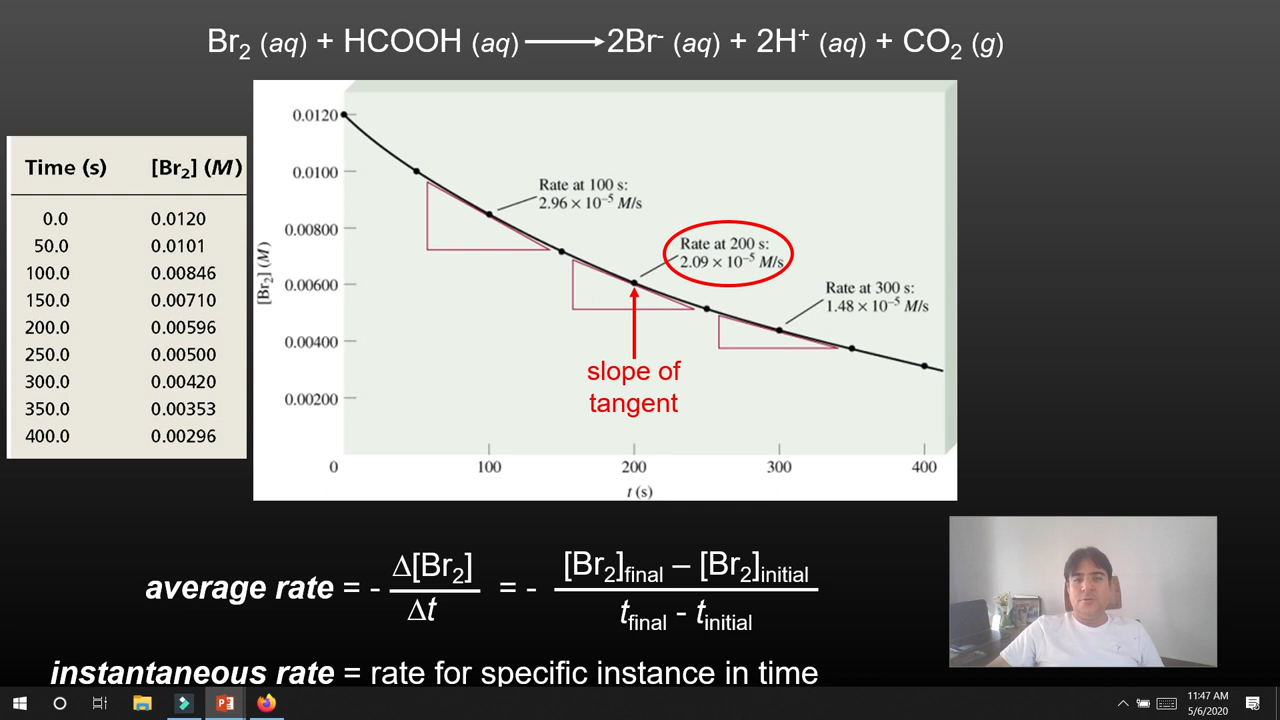 Br₂ (aq) + HCOOH (aq) ⟶ 2Br⁻ (aq) + 2H⁺ (aq) + CO₂ (g)
Time (s) [Br₂] (M)
0.0 0.0120
50.0 0.0101
100.0 0.00846
150.0 0.00710
200.0 0.00596
250.0 0.00500
300.0 0.00420
350.0 0.00353
400.0 0.00296
[Br₂] (M)
0.0120
0.0100
0.00800
0.00600
0.00400
0.00200
Rate at 100 s:
2.96 × 10⁻⁵ M/s
Rate at 200 s:
2.09 × 10⁻⁵ M/s
Rate at 300 s:
1.48 × 10⁻⁵ M/s
slope of
tangent
0 100 200 300 400
t (s)
average rate = - Δ[Br₂] / Δt = - [Br₂]final – [Br₂]initial / tfinal - tinitial
instantaneous rate = rate for specific instance in time
11:47 AM
5/6/2020